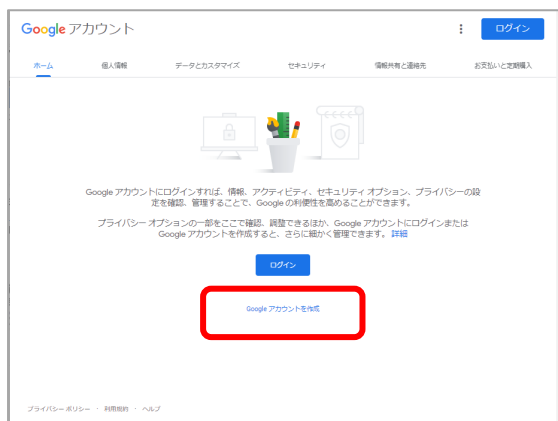 Google アカウント
ログイン
ホーム 個人情報 データとカスタマイズ セキュリティ 情報共有と連絡先 お支払いと定期購入
Google アカウントにログインすれば、情報、アクティビティ、セキュリティ オプション、プライバシーの設
定を確認、管理することで、Google の利便性を高めることができます。
プライバシー オプションの一部をここで確認、調整できるほか、Google アカウントにログインまたは
Google アカウントを作成すると、さらに細かく管理できます。詳細
ログイン
Google アカウントを作成
プライバシー ポリシー ・ 利用規約 ・ ヘルプ